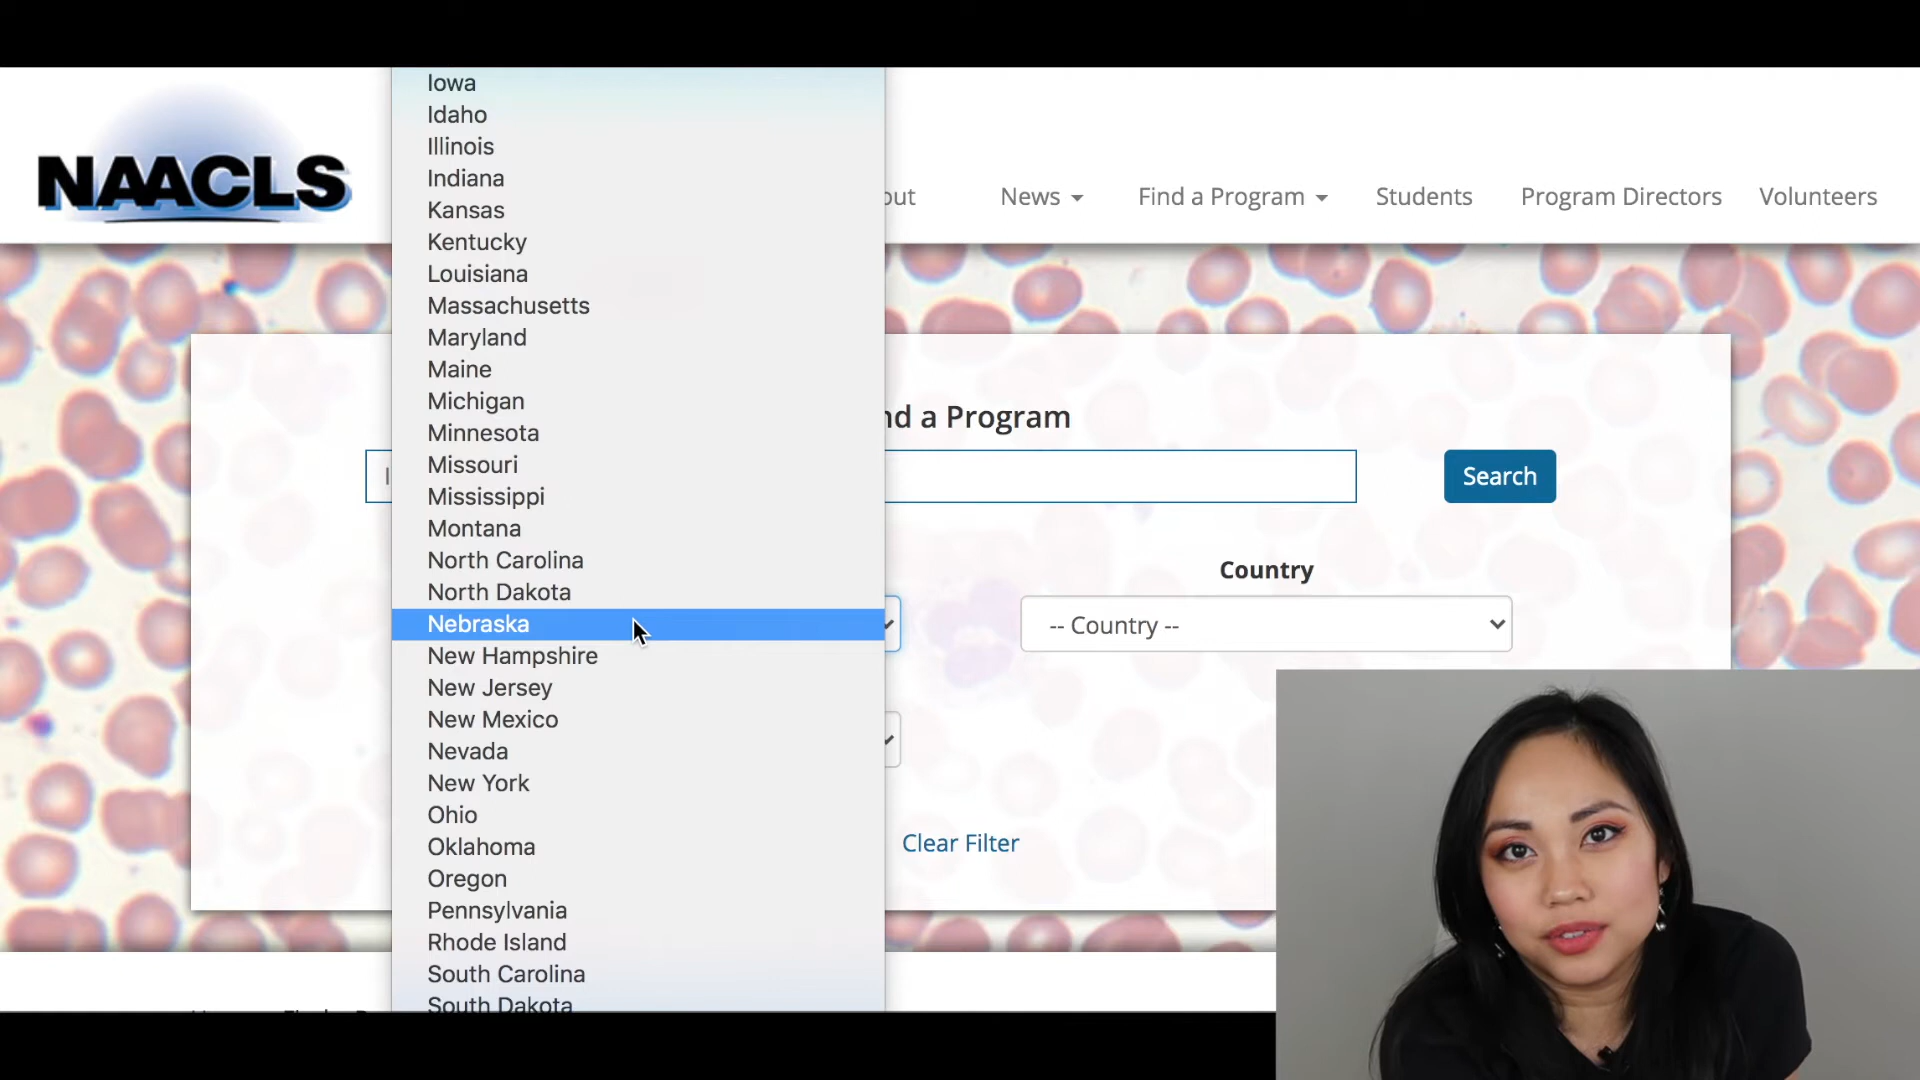 NAACLS
out
News
Find a Program
Students
Program Directors
Volunteers
Iowa
Idaho
Illinois
Indiana
Kansas
Kentucky
Louisiana
Massachusetts
Maryland
Maine
Michigan
Minnesota
Missouri
Mississippi
Montana
North Carolina
North Dakota
Nebraska
New Hampshire
New Jersey
New Mexico
Nevada
New York
Ohio
Oklahoma
Oregon
Pennsylvania
Rhode Island
South Carolina
South Dakota
nd a Program
Search
Country
-- Country --
Clear Filter